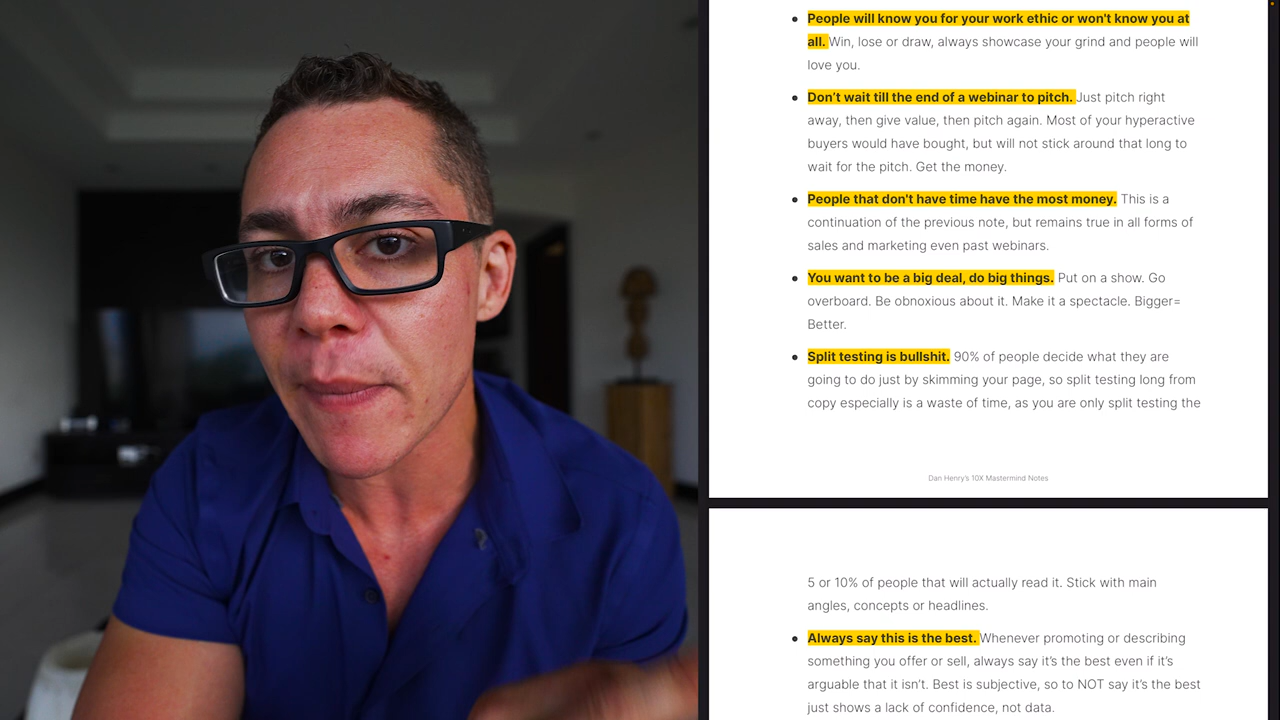 People will know you for your work ethic or won't know you at
all. Win, lose or draw, always showcase your grind and people will
love you.
Don't wait till the end of a webinar to pitch. Just pitch right
away, then give value, then pitch again. Most of your hyperactive
buyers would have bought, but will not stick around that long to
wait for the pitch. Get the money.
People that don't have time have the most money. This is a
continuation of the previous note, but remains true in all forms of
sales and marketing even past webinars.
You want to be a big deal, do big things. Put on a show. Go
overboard. Be obnoxious about it. Make it a spectacle. Bigger=
Better.
Split testing is bullshit. 90% of people decide what they are
going to do just by skimming your page, so split testing long from
copy especially is a waste of time, as you are only split testing the
Dan Henry's 10X Mastermind Notes
5 or 10% of people that will actually read it. Stick with main
angles, concepts or headlines.
Always say this is the best. Whenever promoting or describing
something you offer or sell, always say it's the best even if it's
arguable that it isn't. Best is subjective, so to NOT say it's the best
just shows a lack of confidence, not data.